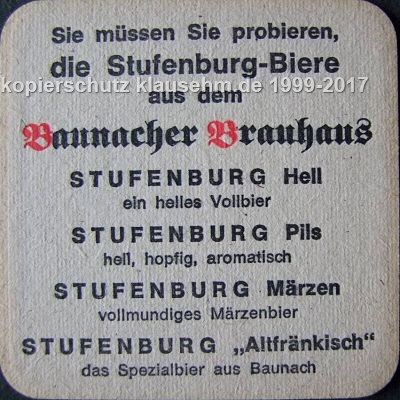 Sie müssen Sie probieren,
die Stufenburg-Biere
kopierschutz klausehm.de 1999-2017
aus dem
Baunacher Brauhaus
STUFENBURG Hell
ein helles Vollbier
STUFENBURG Pils
hell, hopfig, aromatisch
STUFENBURG Märzen
vollmundiges Märzenbier
STUFENBURG „Altfränkisch“
das Spezialbier aus Baunach